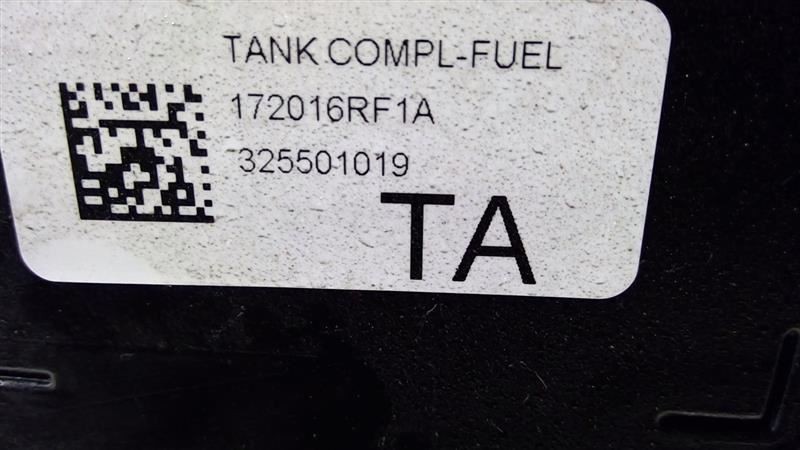 TANK COMPL-FUEL
172016RF1A
325501019
TA